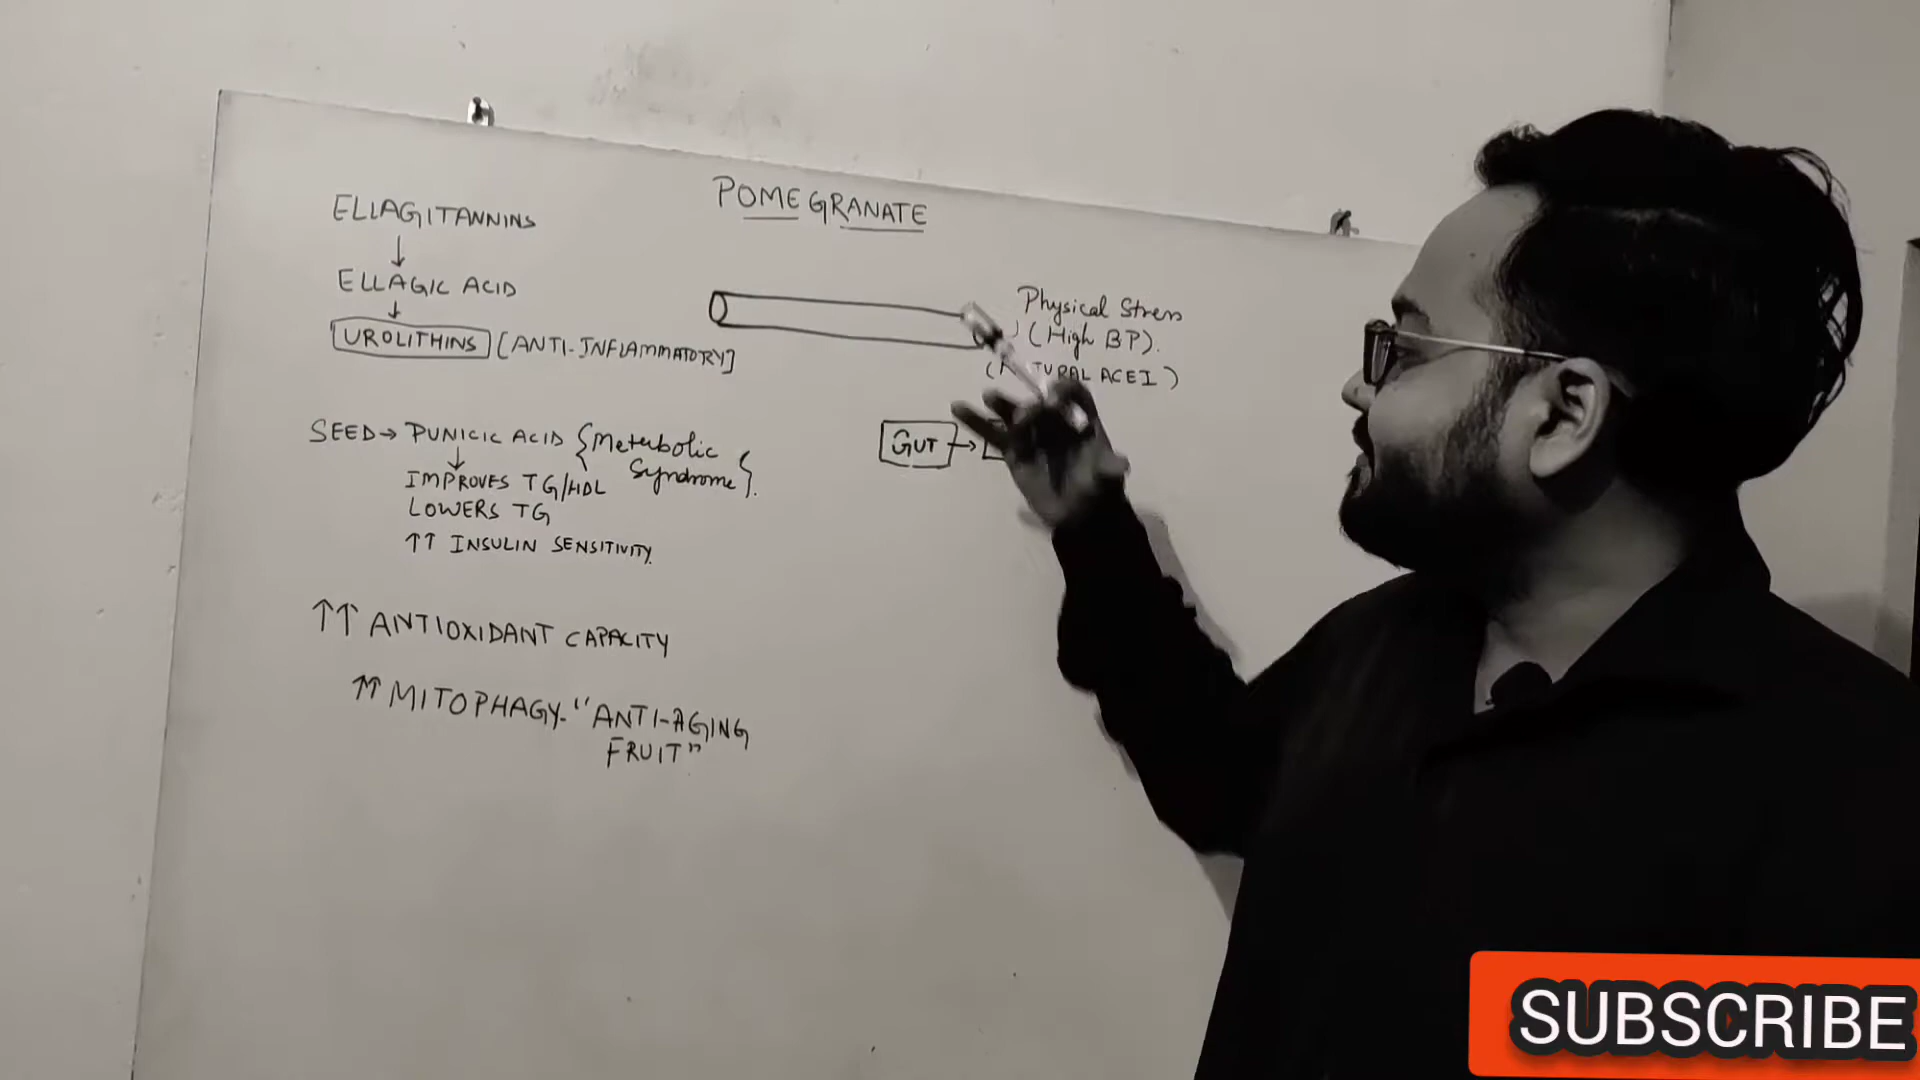 POMEGRANATE
ELLAGITANNINS
↓
ELLAGIC ACID
↓
UROLITHINS [ANTI-INFLAMMATORY]
SEED→ PUNICIC ACID {Metabolic
Syndrome}.
↓
IMPROVES TG/HDL
LOWERS TG
↑↑ INSULIN SENSITIVITY.
↑↑ ANTIOXIDANT CAPACITY
↑↑ MITOPHAGY- "ANTI-AGING
FRUIT"
Physical Stress
(High BP).
ACEI)
GUT →
SUBSCRIBE